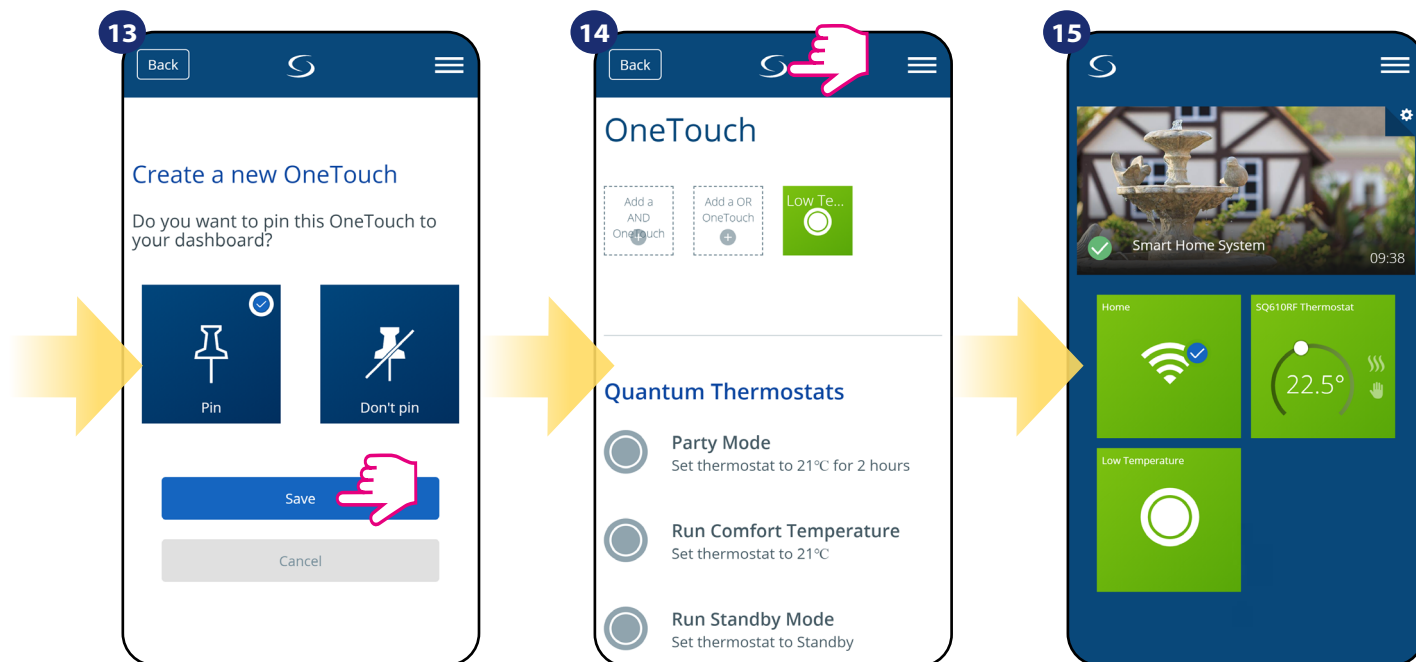 13
Back
Create a new OneTouch
Do you want to pin this OneTouch to
your dashboard?
Pin
Don't pin
Save
Cancel
14
Back
OneTouch
Add a
AND
OneTouch
Add a OR
OneTouch
Low Te...
Quantum Thermostats
Party Mode
Set thermostat to 21℃ for 2 hours
Run Comfort Temperature
Set thermostat to 21℃
Run Standby Mode
Set thermostat to Standby
15
Smart Home System
09:38
Home
SQ610RF Thermostat
22.5°
Low Temperature